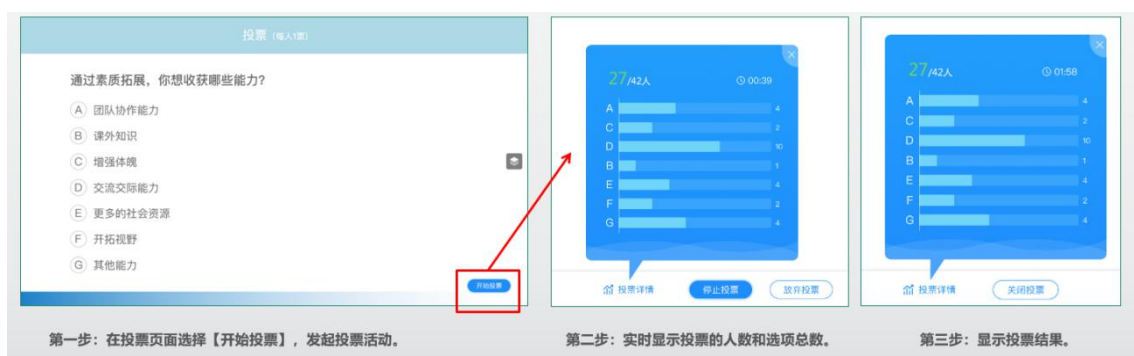 投票 (每人1票)
通过素质拓展，你想收获哪些能力？
A 团队协作能力
B 课外知识
C 增强体魄
D 交流交际能力
E 更多的社会资源
F 开拓视野
G 其他能力
开始投票
第一步：在投票页面选择【开始投票】，发起投票活动。
27/42人 00:39
A 4
C 2
D 10
B 1
E 4
F 2
G 4
投票详情 停止投票 放弃投票
第二步：实时显示投票的人数和选项总数。
27/42人 01:58
A 4
C 2
D 10
B 1
E 4
F 2
G 4
投票详情 关闭投票
第三步：显示投票结果。